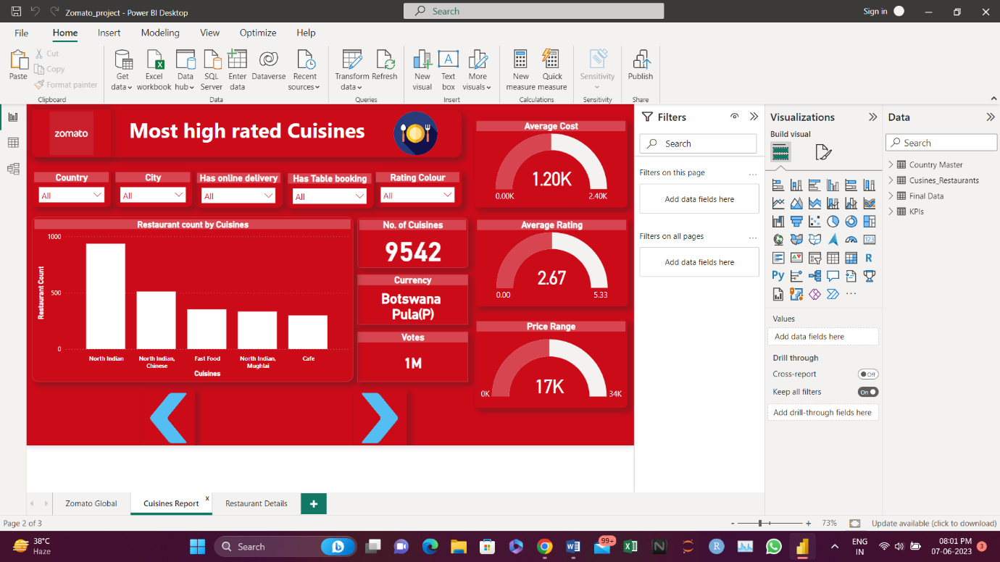 Zomato_project - Power BI Desktop
Search
Sign in
File Home Insert Modeling View Optimize Help
Paste
Cut
Copy
Format painter
Clipboard
Get data
Excel workbook
Data hub
SQL Server
Enter data
Dataverse
Recent sources
Data
Transform data
Refresh
Queries
New visual
Text box
More visuals
Insert
New measure
Quick measure
Calculations
Sensitivity
Sensitivity
Publish
Share
zomato
Most high rated Cuisines
Country
All
City
All
Has online delivery
All
Has Table booking
All
Rating Colour
All
Restaurant count by Cuisines
Restaurant Count
1000
500
0
North Indian
North Indian,
Chinese
Fast Food
North Indian,
Mughlai
Cafe
Cuisines
No. of Cuisines
9542
Currency
Botswana
Pula(P)
Votes
1M
Average Cost
1.20K
0.00K 2.40K
Average Rating
2.67
0.00 5.33
Price Range
17K
0K 34K
Filters
Search
Filters on this page ...
Add data fields here
Filters on all pages ...
Add data fields here
Visualizations
Build visual
123
R
Py
...
Values
Add data fields here
Drill through
Cross-report Off
Keep all filters On
Add drill-through fields here
Data
Search
Country Master
Cusines_Restaurants
Final Data
KPIs
Zomato Global
Cuisines Report x
Restaurant Details
+
Page 2 of 3
- + 73%
Update available (click to download)
38°C
Haze
Search
99+
ENG
IN
08:01 PM
07-06-2023
3